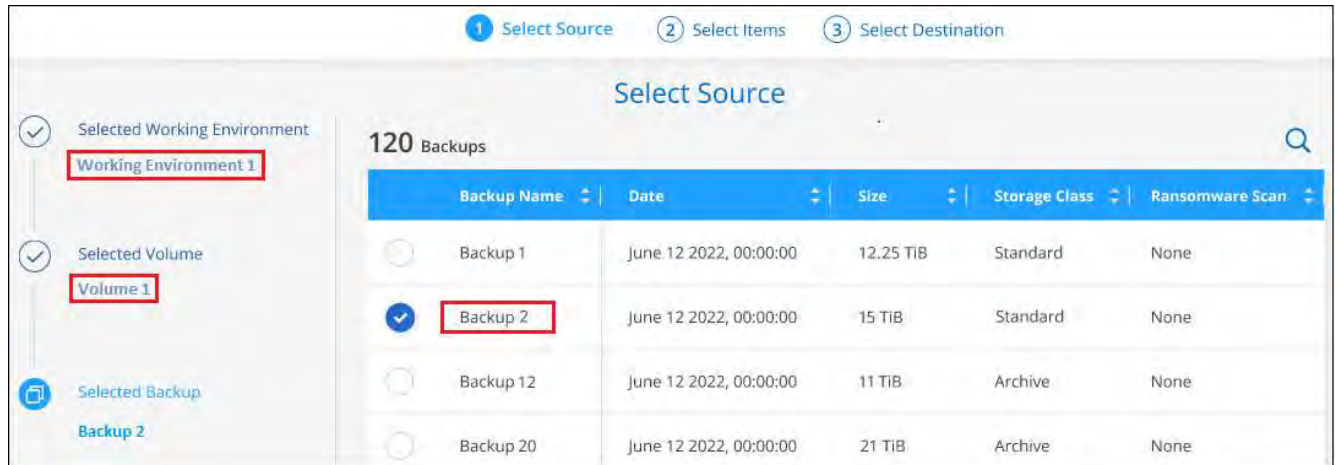 1 Select Source 2 Select Items 3 Select Destination
Select Source
Selected Working Environment
Working Environment 1
Selected Volume
Volume 1
Selected Backup
Backup 2
120 Backups
Backup Name Date Size Storage Class Ransomware Scan
Backup 1 June 12 2022, 00:00:00 12.25 TiB Standard None
Backup 2 June 12 2022, 00:00:00 15 TiB Standard None
Backup 12 June 12 2022, 00:00:00 11 TiB Archive None
Backup 20 June 12 2022, 00:00:00 21 TiB Archive None